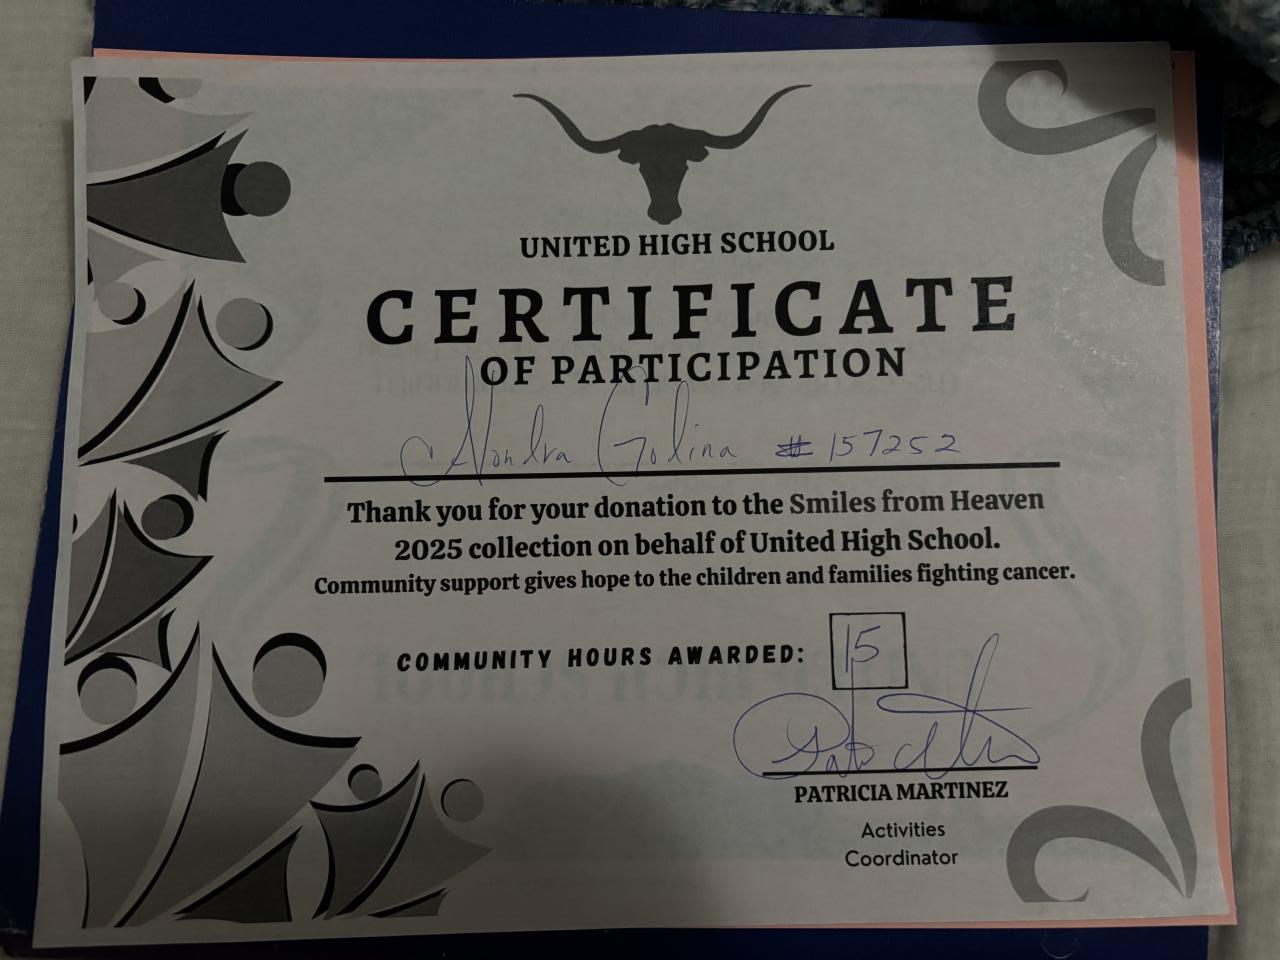 UNITED HIGH SCHOOL
CERTIFICATE
OF PARTICIPATION
Alondra Golina # 157252
Thank you for your donation to the Smiles from Heaven
2025 collection on behalf of United High School.
Community support gives hope to the children and families fighting cancer.
COMMUNITY HOURS AWARDED: 15
PATRICIA MARTINEZ
Activities
Coordinator